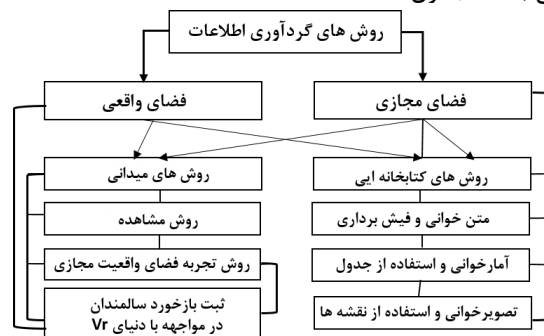 روش های گردآوری اطلاعات
فضای مجازی
فضای واقعی
روش های کتابخانه ایی
روش های میدانی
متن خوانی و فیش برداری
روش مشاهده
آمارخوانی و استفاده از جدول
روش تجربه فضای واقعیت مجازی
تصویرخوانی و استفاده از نقشه ها
ثبت بازخورد سالمندان
در مواجهه با دنیای Vr